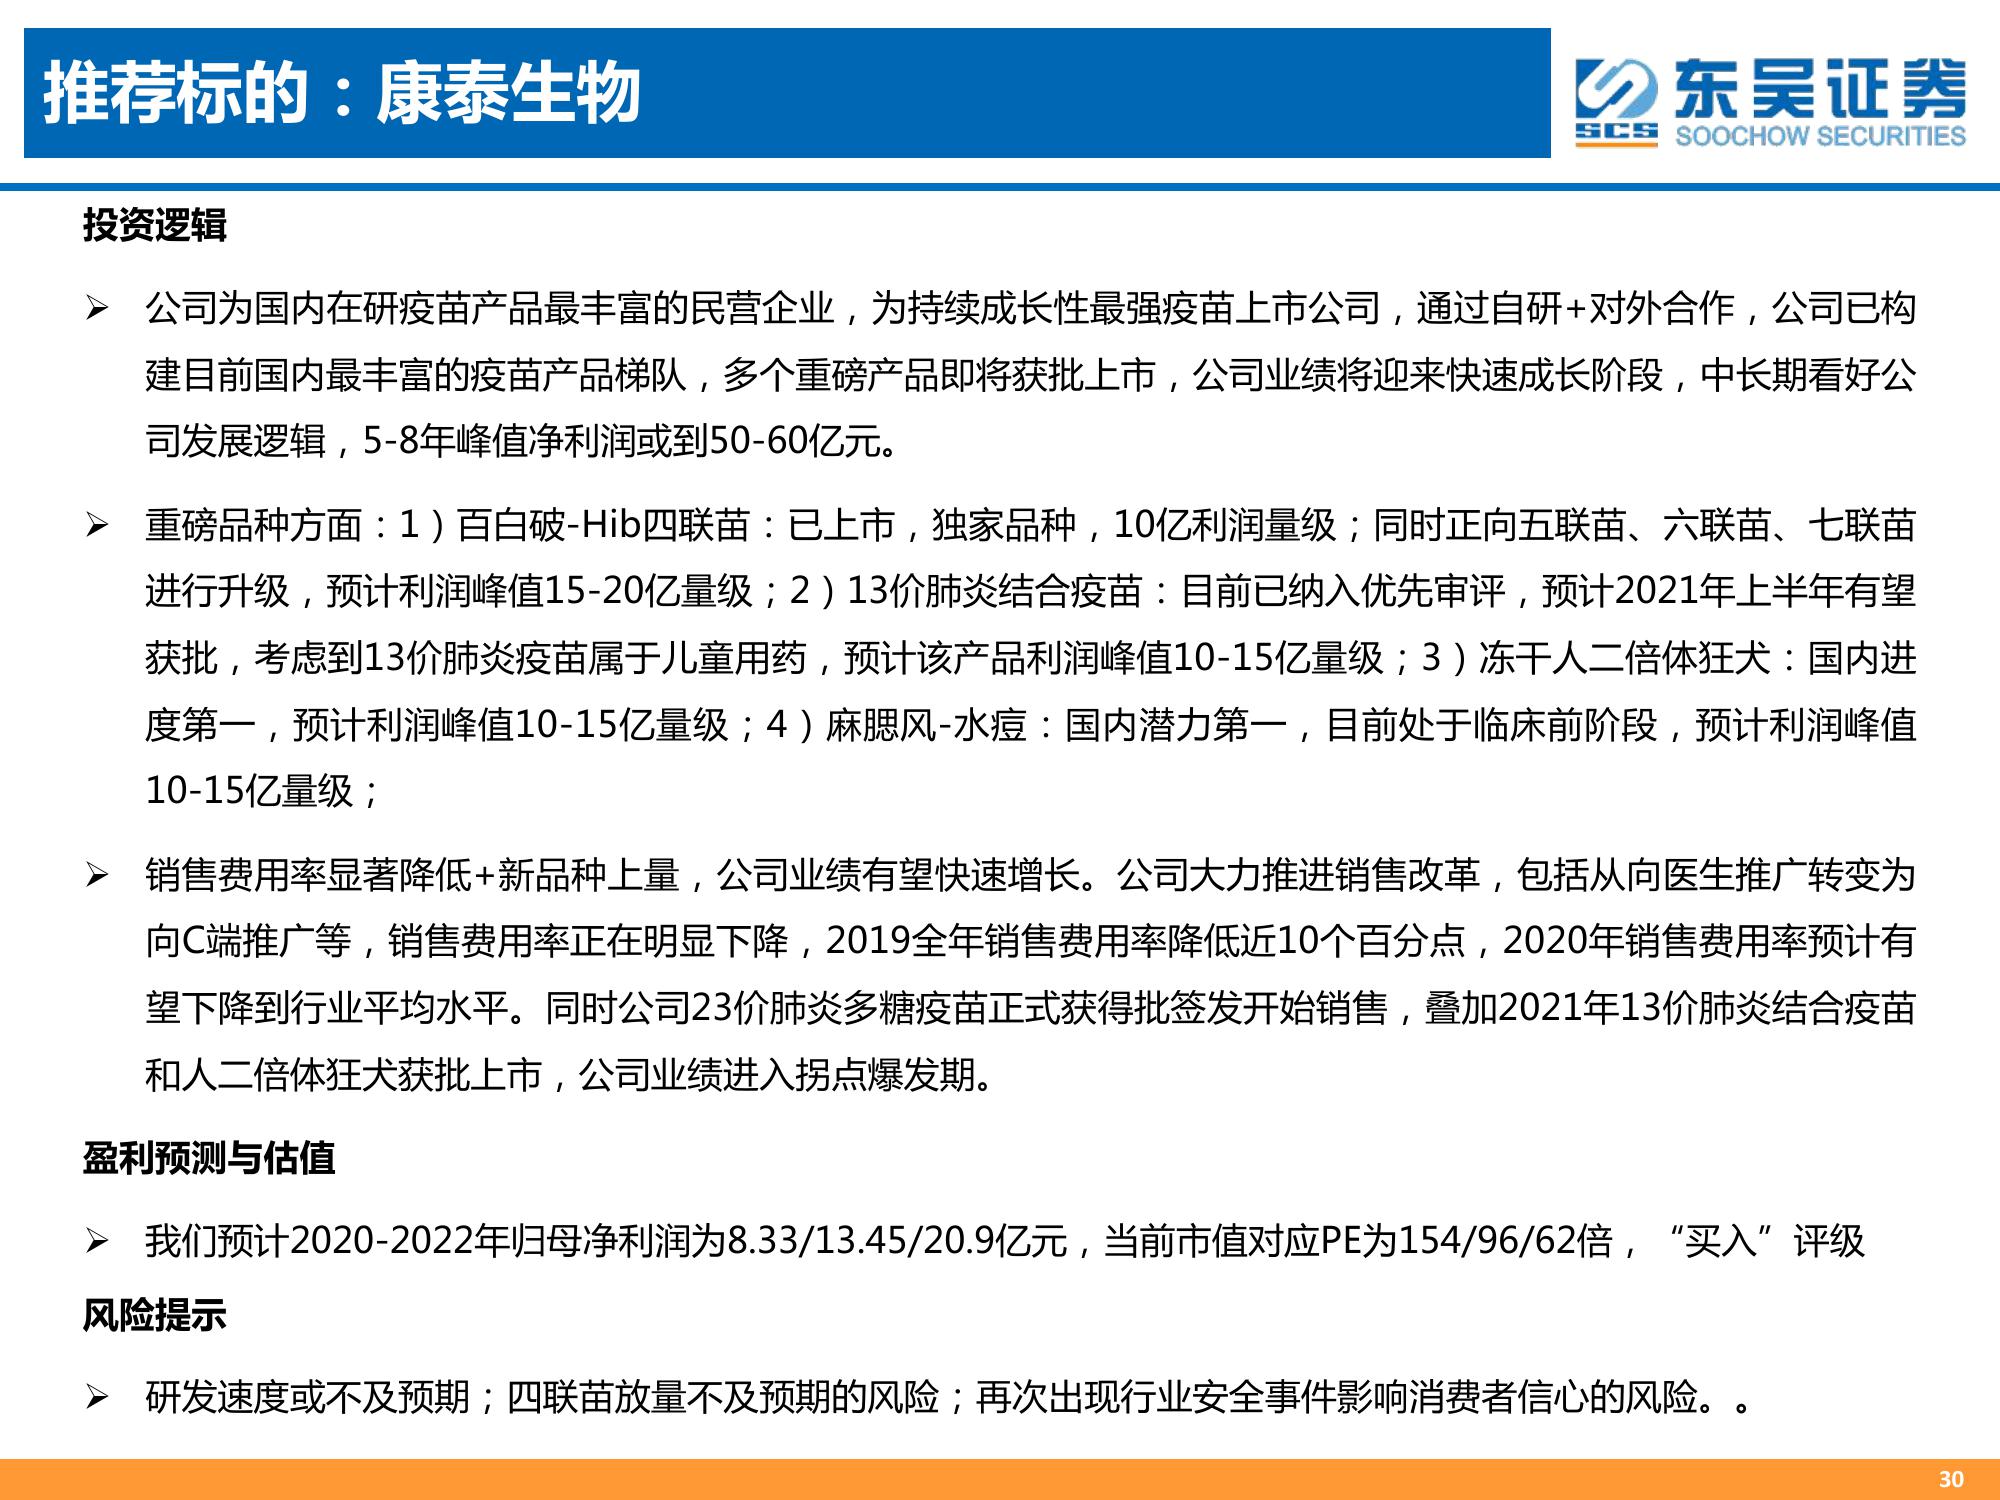 推荐标的：康泰生物
东吴证券
SCS
SOOCHOW SECURITIES
投资逻辑
➢ 公司为国内在研疫苗产品最丰富的民营企业，为持续成长性最强疫苗上市公司，通过自研+对外合作，公司已构
建目前国内最丰富的疫苗产品梯队，多个重磅产品即将获批上市，公司业绩将迎来快速成长阶段，中长期看好公
司发展逻辑，5-8年峰值净利润或到50-60亿元。
➢ 重磅品种方面：1）百白破-Hib四联苗：已上市，独家品种，10亿利润量级；同时正向五联苗、六联苗、七联苗
进行升级，预计利润峰值15-20亿量级；2）13价肺炎结合疫苗：目前已纳入优先审评，预计2021年上半年有望
获批，考虑到13价肺炎疫苗属于儿童用药，预计该产品利润峰值10-15亿量级；3）冻干人二倍体狂犬：国内进
度第一，预计利润峰值10-15亿量级；4）麻腮风-水痘：国内潜力第一，目前处于临床前阶段，预计利润峰值
10-15亿量级；
➢ 销售费用率显著降低+新品种上量，公司业绩有望快速增长。公司大力推进销售改革，包括从向医生推广转变为
向C端推广等，销售费用率正在明显下降，2019全年销售费用率降低近10个百分点，2020年销售费用率预计有
望下降到行业平均水平。同时公司23价肺炎多糖疫苗正式获得批签发开始销售，叠加2021年13价肺炎结合疫苗
和人二倍体狂犬获批上市，公司业绩进入拐点爆发期。
盈利预测与估值
➢ 我们预计2020-2022年归母净利润为8.33/13.45/20.9亿元，当前市值对应PE为154/96/62倍，“买入”评级
风险提示
➢ 研发速度或不及预期；四联苗放量不及预期的风险；再次出现行业安全事件影响消费者信心的风险。。
30